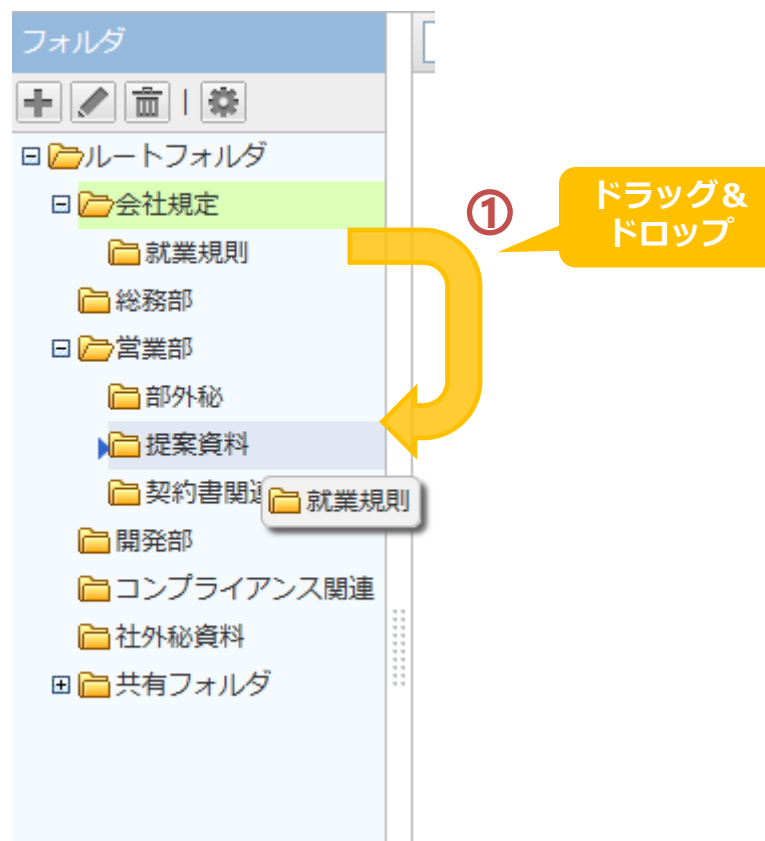 フォルダ
ルートフォルダ
会社規定
就業規則
総務部
営業部
部外秘
提案資料
契約書関連
就業規則
開発部
コンプライアンス関連
社外秘資料
共有フォルダ
①
ドラッグ&
ドロップ